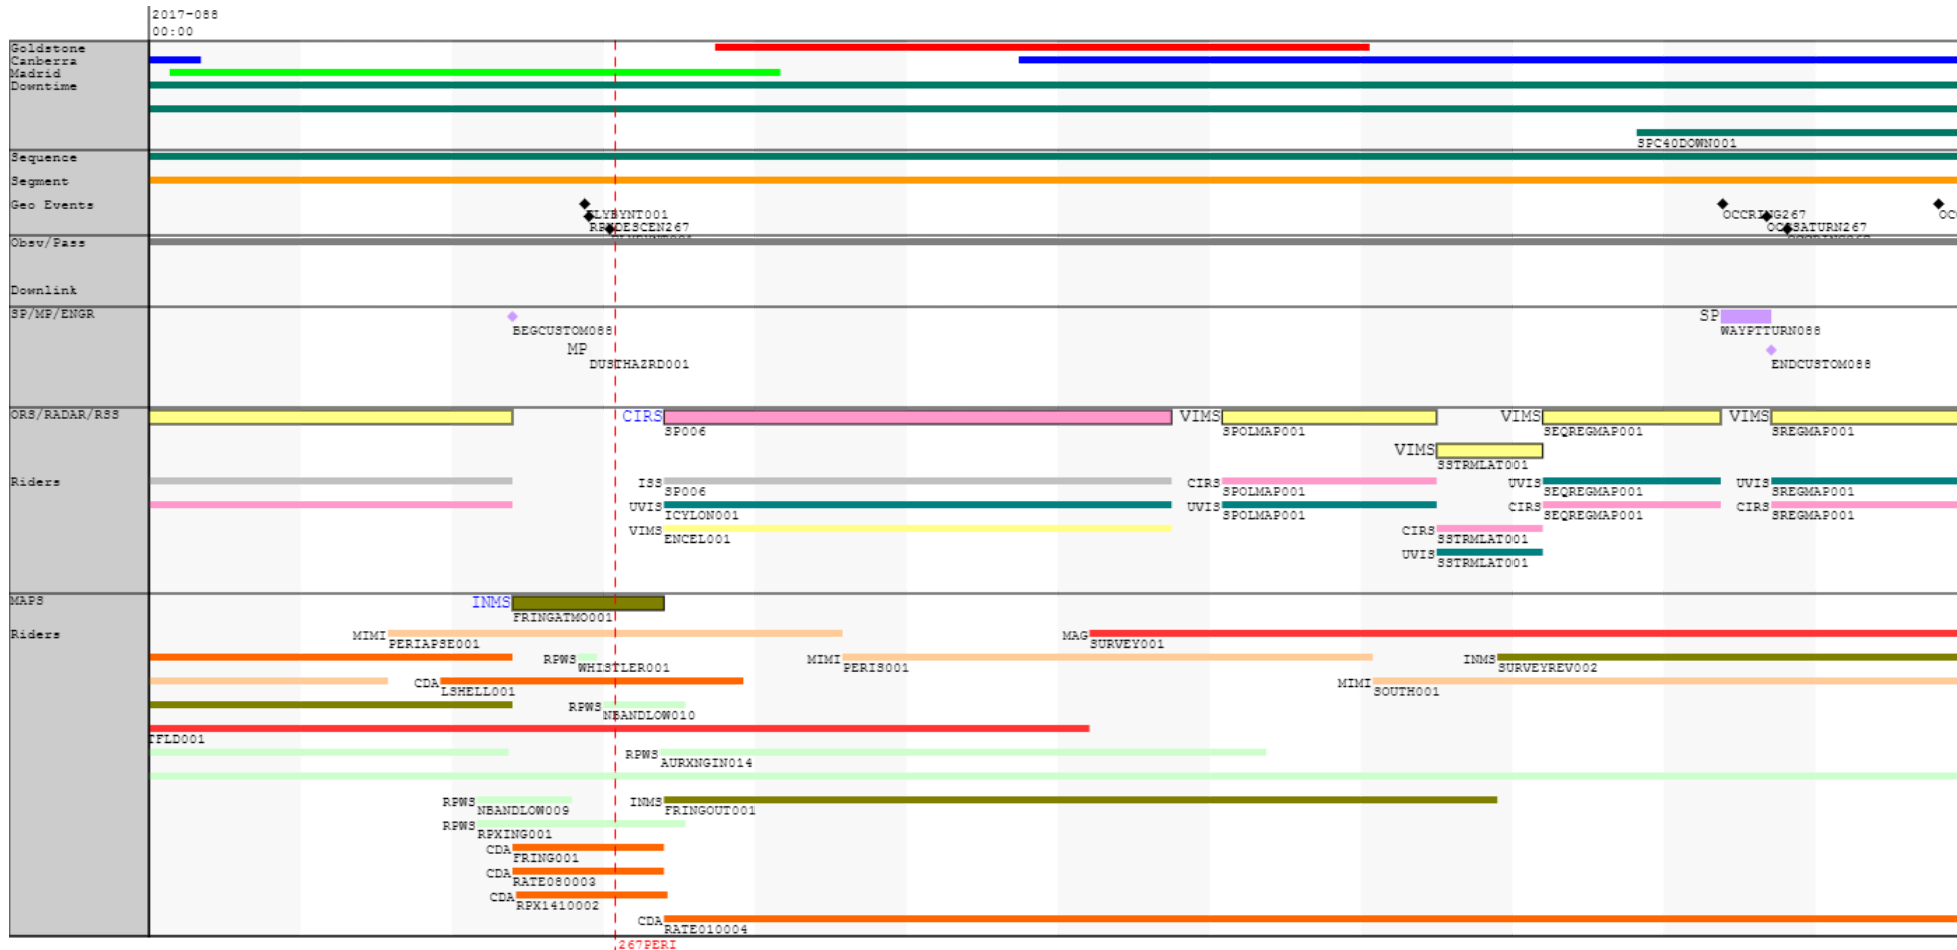 2017-088
00:00
Goldstone
Canberra
Madrid
Downtime
SPC40DOWN001
Sequence
Segment
Geo Events
FLYBYNT001
OCCRING267
RPXDESCEN267
OCCSATURN267
Obsv/Pass
Downlink
SP/MP/ENGR
SP
BEGCUSTOM088
WAYPTTURN088
MP
DUSTHAZRD001
ENDCUSTOM088
ORS/RADAR/RSS
CIRS
VIMS
VIMS
VIMS
SP006
SPOLMAP001
SEQREGMAP001
SREGMAP001
VIMS
SSTRMLAT001
Riders
ISS
CIRS
UVIS
UVIS
SP006
SPOLMAP001
SEQREGMAP001
SREGMAP001
UVIS
UVIS
CIRS
CIRS
ICYLON001
SPOLMAP001
SEQREGMAP001
SREGMAP001
VIMS
CIRS
ENCEL001
SSTRMLAT001
UVIS
SSTRMLAT001
MAPS
INMS
FRINGATMO001
Riders
MIMI
MAG
PERIAPSE001
SURVEY001
RPWS
MIMI
INMS
WHISTLER001
PERIS001
SURVEYREV002
CDA
MIMI
LSHELL001
SOUTH001
RPWS
NBANDLOW010
TFLD001
RPWS
AURXNGIN014
RPWS
INMS
NBANDLOW009
FRINGOUT001
RPWS
RPXING001
CDA
FRING001
CDA
RATE080003
CDA
RPX1410002
CDA
RATE010004
267PERI